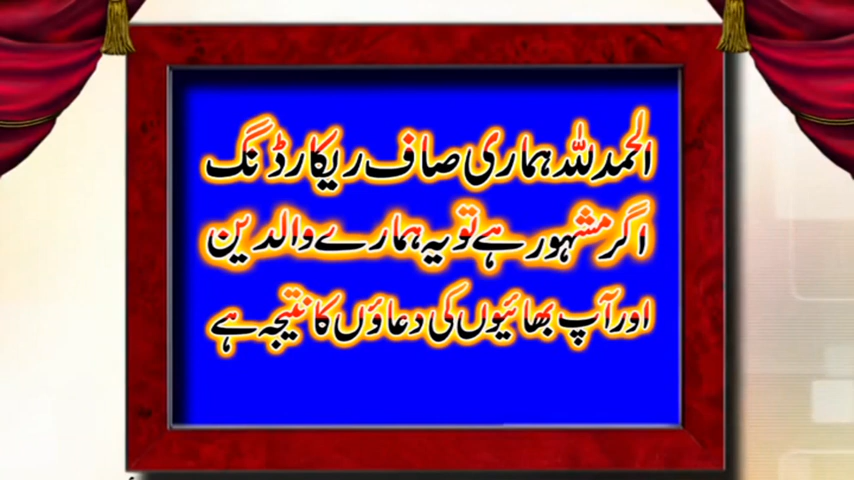 الحمدللہ ہماری صاف ریکارڈنگ
اگر مشہور ہے تو یہ ہمارے والدین
اور آپ بھائیوں کی دعاؤں کا نتیجہ ہے